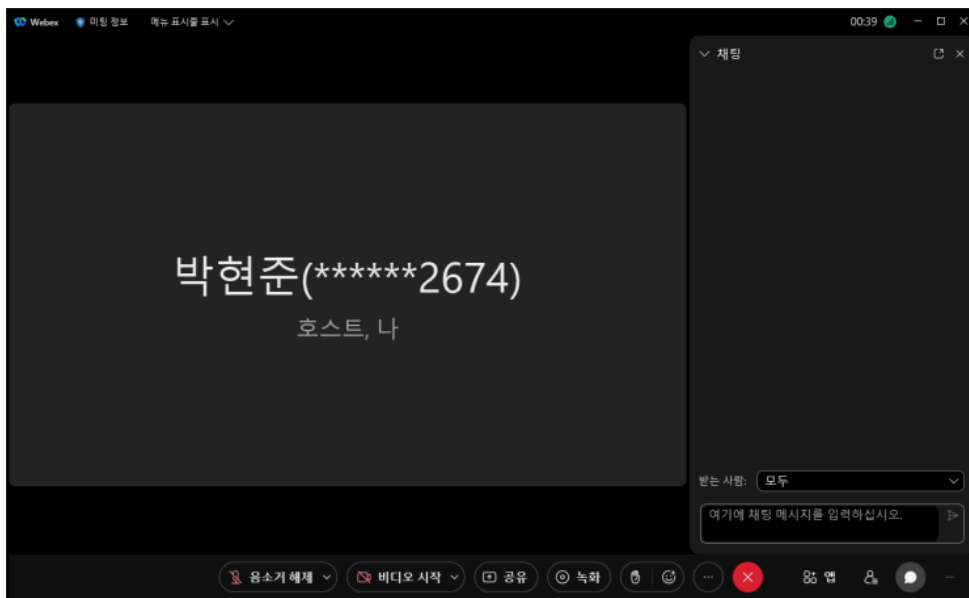 Webex 미팅 정보 메뉴 표시줄 표시
00:39
채팅
박현준(******2674)
호스트, 나
받는 사람: 모두
여기에 채팅 메시지를 입력하십시오.
음소거 해제 비디오 시작 공유 녹화 앱